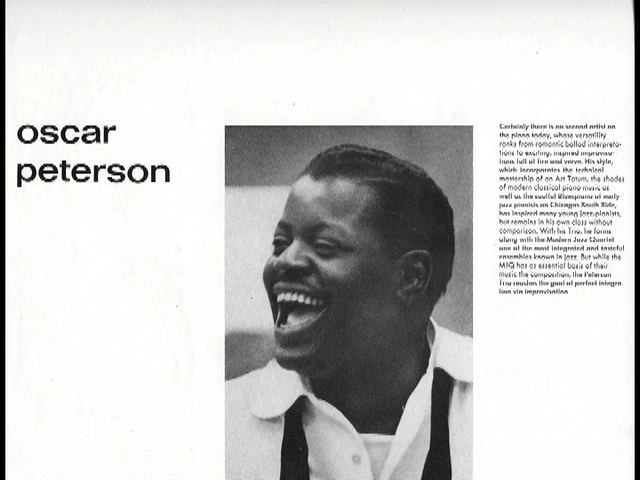 oscar
peterson
Certainly there is no second artist on
the piano today, whose versatility
ranks from romantic ballad interpreta-
tions to exciting, inspired improvisa-
tions full of fire and verve. His style,
which incorporates the technical
mastership of an Art Tatum, the shades
of modern classical piano music as
well as the soulful Bluespiano of early
jazz pianists on Chicagos South Side,
has inspired many young Jazz-pianists,
but remains in his own class without
comparison. With his Trio, he forms
along with the Modern Jazz Quartet
one of the most integrated and tasteful
ensembles known in Jazz. But while the
MJQ has as essential basis of their
music the composition, the Peterson
Trio reaches the goal of perfect integra-
tion via improvisation